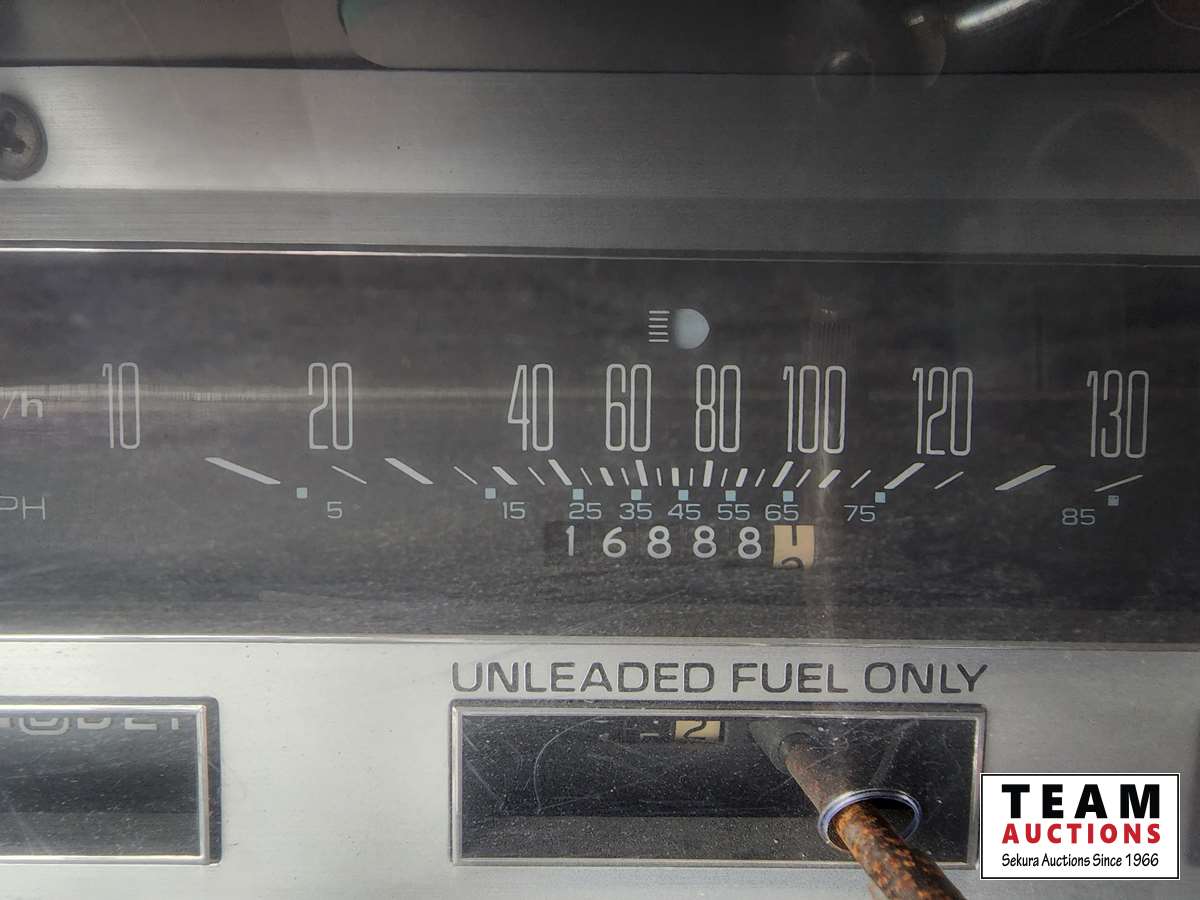 10 20 40 60 80 100 120 130
/h
PH 5 15 25 35 45 55 65 75 85
16888
UNLEADED FUEL ONLY
2
TEAM
AUCTIONS
Sekura Auctions Since 1966